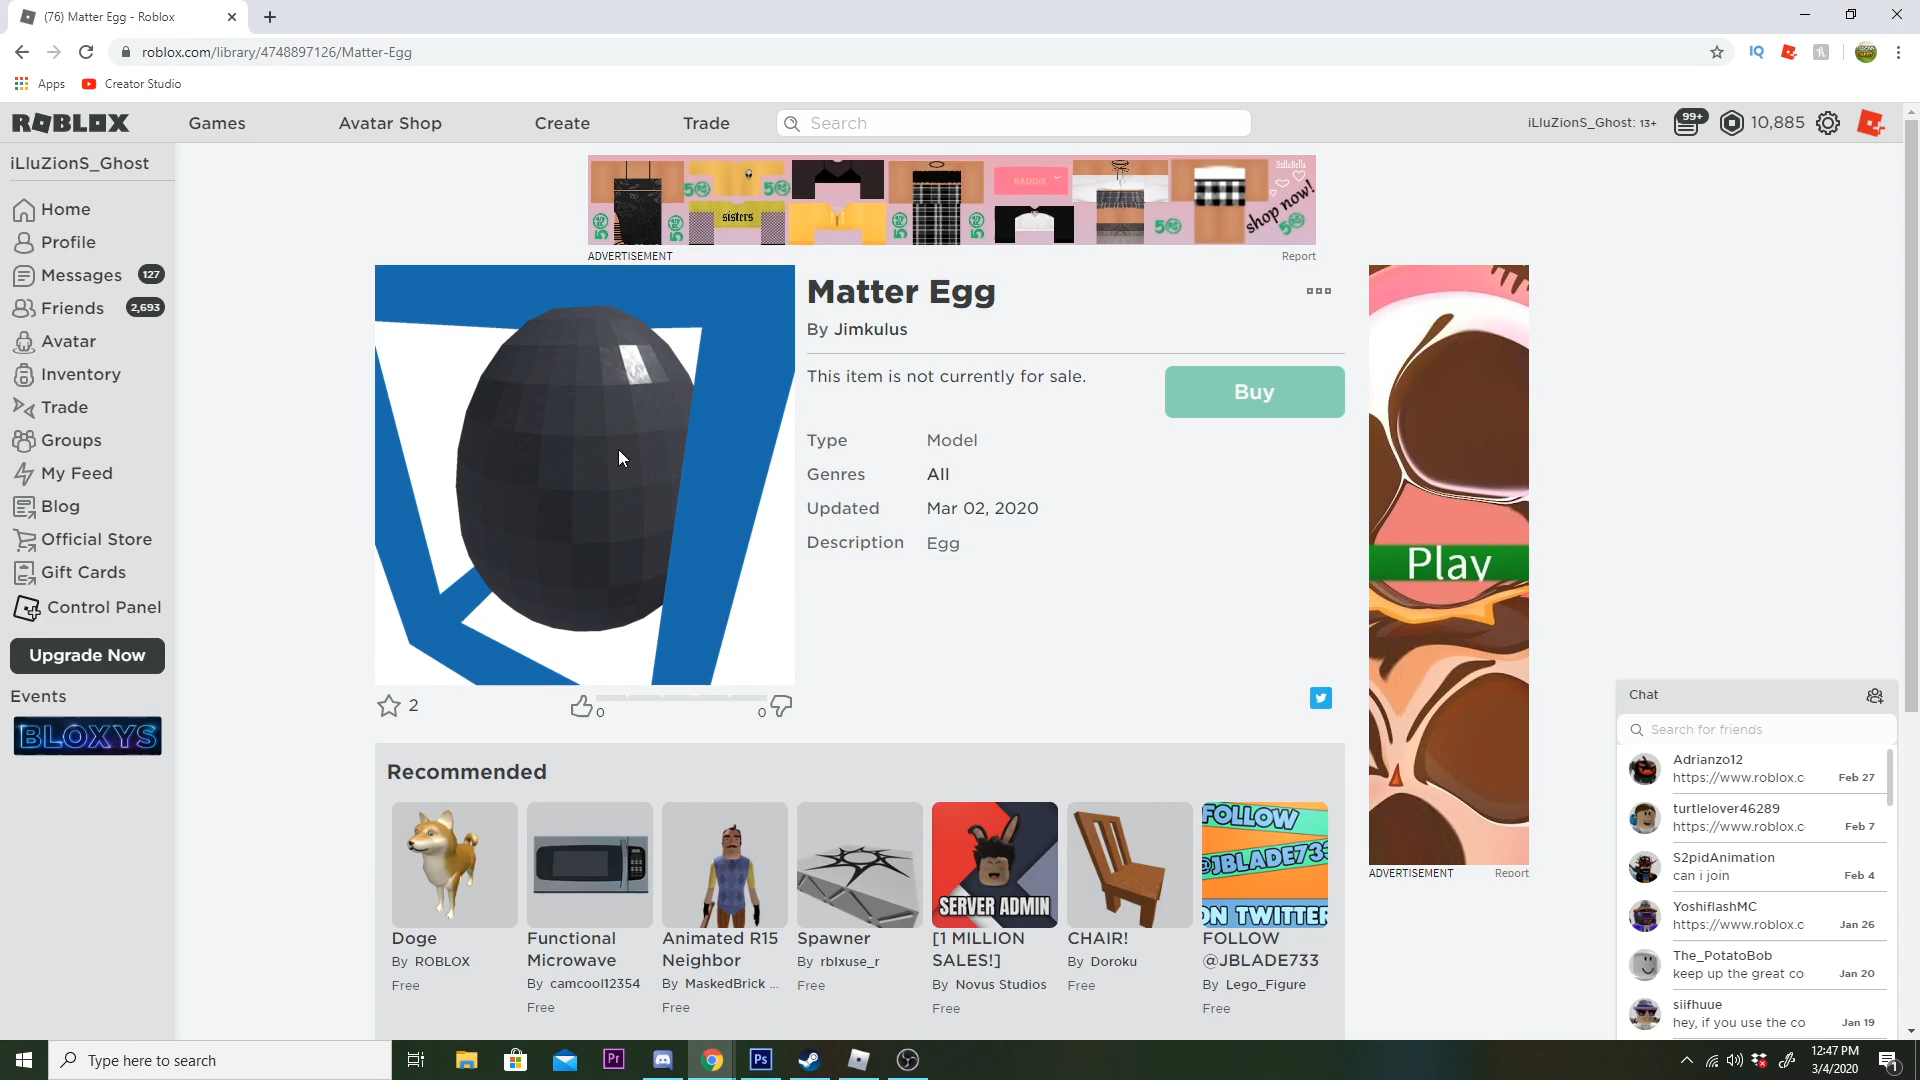 (76) Matter Egg - Roblox
roblox.com/library/4748897126/Matter-Egg
IQ
Apps
Creator Studio
ROBLOX
Games
Avatar Shop
Create
Trade
Search
iLluZionS_Ghost: 13+
99+
10,885
iLluZionS_Ghost
Home
Profile
Messages 127
Friends 2,693
Avatar
Inventory
Trade
Groups
My Feed
Blog
Official Store
Gift Cards
Control Panel
Upgrade Now
Events
BLOXYS
sisters
BADDIE
BellaBella
shop now!
ADVERTISEMENT
Report
Matter Egg
By Jimkulus
This item is not currently for sale.
Buy
Type Model
Genres All
Updated Mar 02, 2020
Description Egg
2
0
0
Play
ADVERTISEMENT
Report
Recommended
SERVER ADMIN
FOLLOW
@JBLADE733
ON TWITTER
Doge
By ROBLOX
Free
Functional
Microwave
By camcool12354
Free
Animated R15
Neighbor
By MaskedBrick ...
Free
Spawner
By rblxuse_r
Free
[1 MILLION
SALES!]
By Novus Studios
Free
CHAIR!
By Doroku
Free
FOLLOW
@JBLADE733
By Lego_Figure
Free
Chat
Search for friends
Adrianzo12
https://www.roblox.c Feb 27
turtlelover46289
https://www.roblox.c Feb 7
S2pidAnimation
can i join Feb 4
YoshiflashMC
https://www.roblox.c Jan 26
The_PotatoBob
keep up the great co Jan 20
siifhuue
hey, if you use the co Jan 19
Type here to search
Pr
Ps
12:47 PM
3/4/2020
1